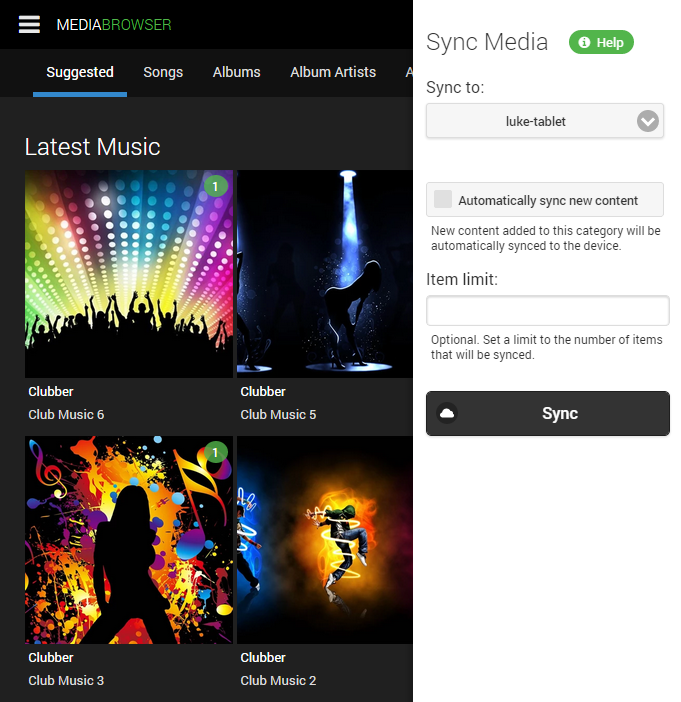 MEDIABROWSER
Suggested Songs Albums Album Artists A
Latest Music
1
Clubber
Club Music 6
Clubber
Club Music 5
1
Clubber
Club Music 3
Clubber
Club Music 2
Sync Media
Help
Sync to:
luke-tablet
Automatically sync new content
New content added to this category will be
automatically synced to the device.
Item limit:
Optional. Set a limit to the number of items
that will be synced.
Sync